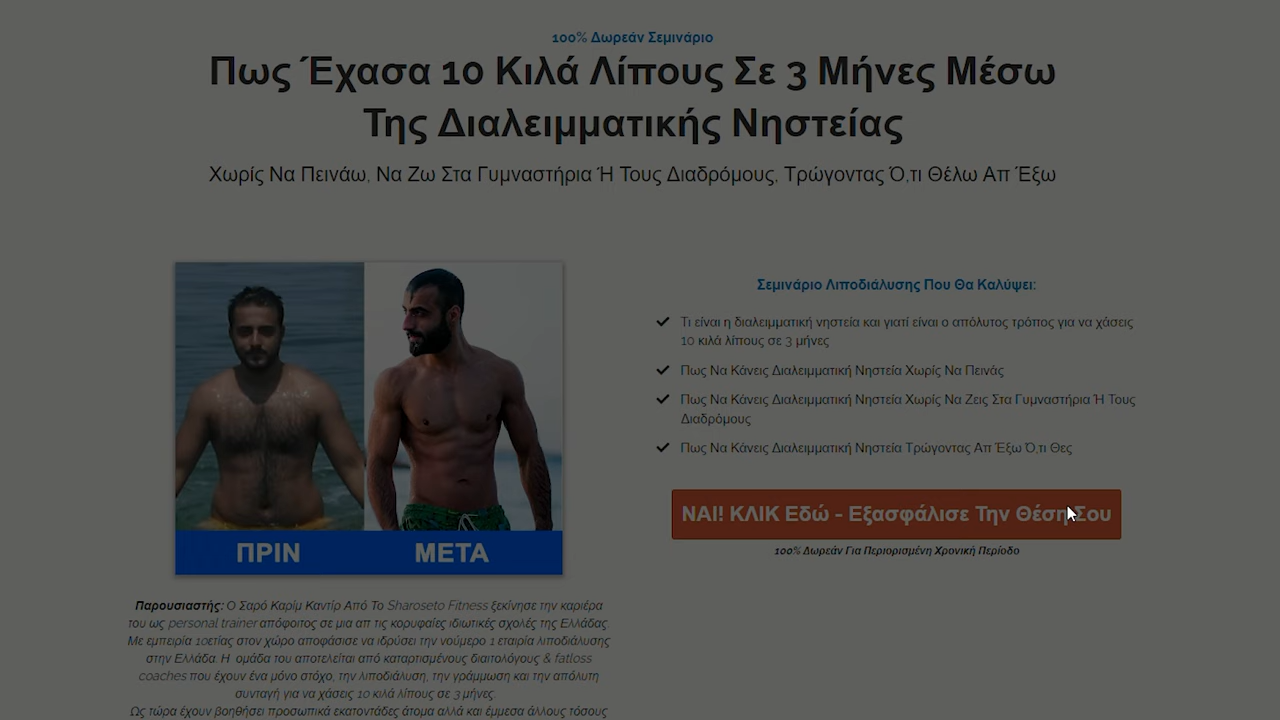 100% Δωρεάν Σεμινάριο
Πως Έχασα 10 Κιλά Λίπους Σε 3 Μήνες Μέσω
Της Διαλειμματικής Νηστείας
Χωρίς Να Πεινάω, Να Ζω Στα Γυμναστήρια Ή Τους Διαδρόμους, Τρώγοντας Ό,τι Θέλω Απ Έξω
ΠΡΙΝ
ΜΕΤΑ
Παρουσιαστής: Ο Σαρό Καρίμ Καντίρ Από Το Sharoseto Fitness ξεκίνησε την καριέρα
του ως personal trainer απόφοιτος σε μια απ τις κορυφαίες ιδιωτικές σχολές της Ελλάδας.
Με εμπειρία 10ετίας στον χώρο αποφάσισε να ιδρύσει την νούμερο 1 εταιρία λιποδιάλυσης
στην Ελλάδα. Η ομάδα του αποτελείται από καταρτισμένους διαιτολόγους & fatloss
coaches που έχουν ένα μόνο στόχο, την λιποδιάλυση, την γράμμωση και την απόλυτη
συνταγή για να χάσεις 10 κιλά λίπους σε 3 μήνες.
Ως τώρα έχουν βοηθήσει προσωπικά εκατοντάδες άτομα αλλά και έμμεσα άλλους τόσους
Σεμινάριο Λιποδιάλυσης Που Θα Καλύψει:
Τι είναι η διαλειμματική νηστεία και γιατί είναι ο απόλυτος τρόπος για να χάσεις
10 κιλά λίπους σε 3 μήνες
Πως Να Κάνεις Διαλειμματική Νηστεία Χωρίς Να Πεινάς
Πως Να Κάνεις Διαλειμματική Νηστεία Χωρίς Να Ζεις Στα Γυμναστήρια Ή Τους
Διαδρόμους
Πως Να Κάνεις Διαλειμματική Νηστεία Τρώγοντας Απ Έξω Ό,τι Θες
ΝΑΙ! ΚΛΙΚ Εδώ - Εξασφάλισε Την Θέση Σου
100% Δωρεάν Για Περιορισμένη Χρονική Περίοδο